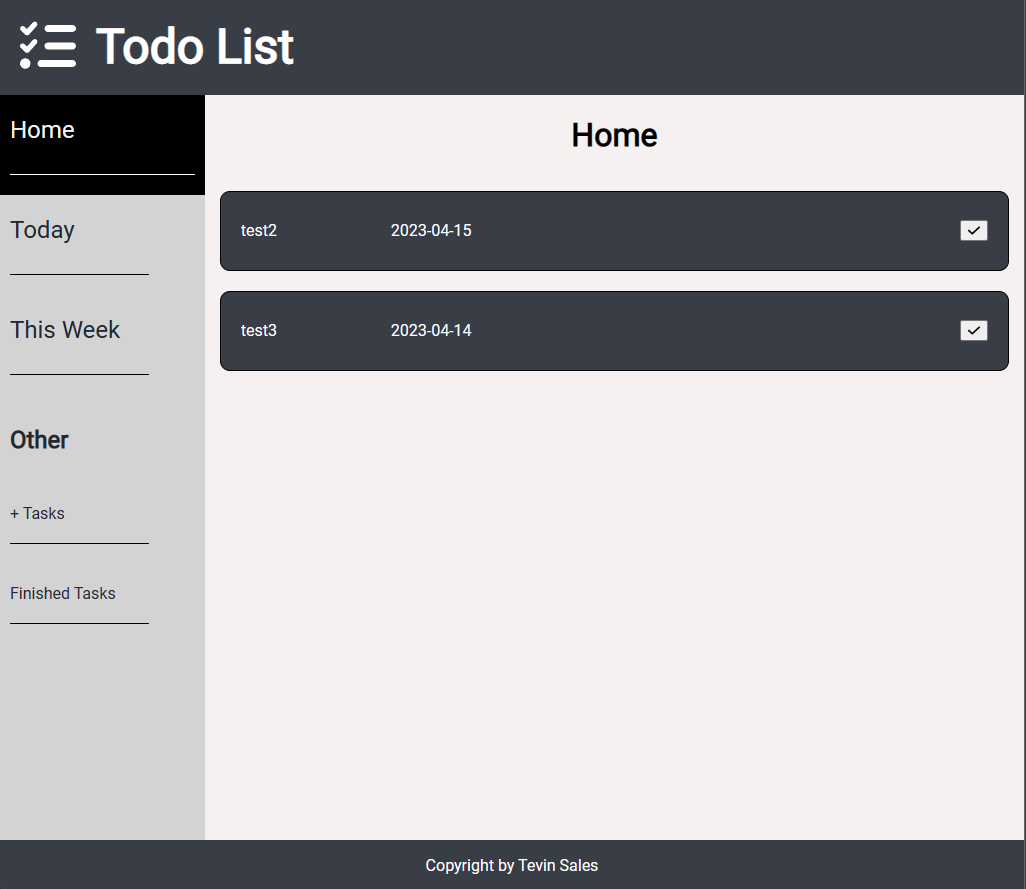 Todo List
Home
Today
This Week
Other
+ Tasks
Finished Tasks
Home
test2 2023-04-15
test3 2023-04-14
Copyright by Tevin Sales